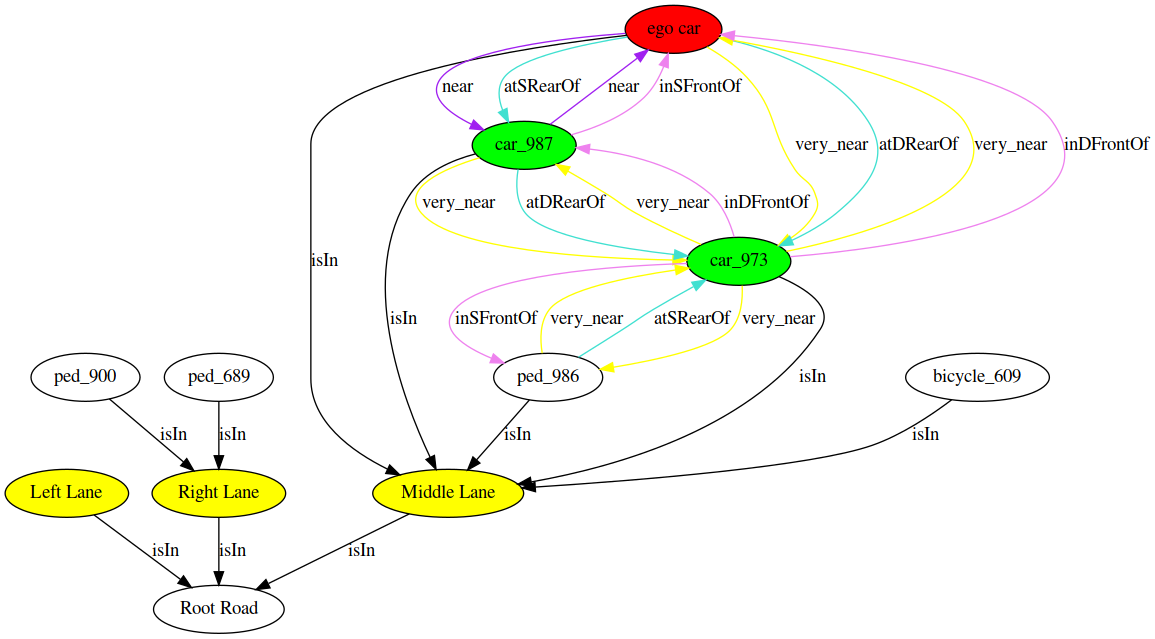 ego car
near
atSRearOf
near
inSFrontOf
very_near
atDRearOf
very_near
inDFrontOf
car_987
very_near
atDRearOf
very_near
inDFrontOf
isIn
car_973
isIn
inSFrontOf
very_near
atSRearOf
very_near
ped_900
ped_689
ped_986
isIn
bicycle_609
isIn
isIn
isIn
isIn
Left Lane
Right Lane
Middle Lane
isIn
isIn
isIn
Root Road